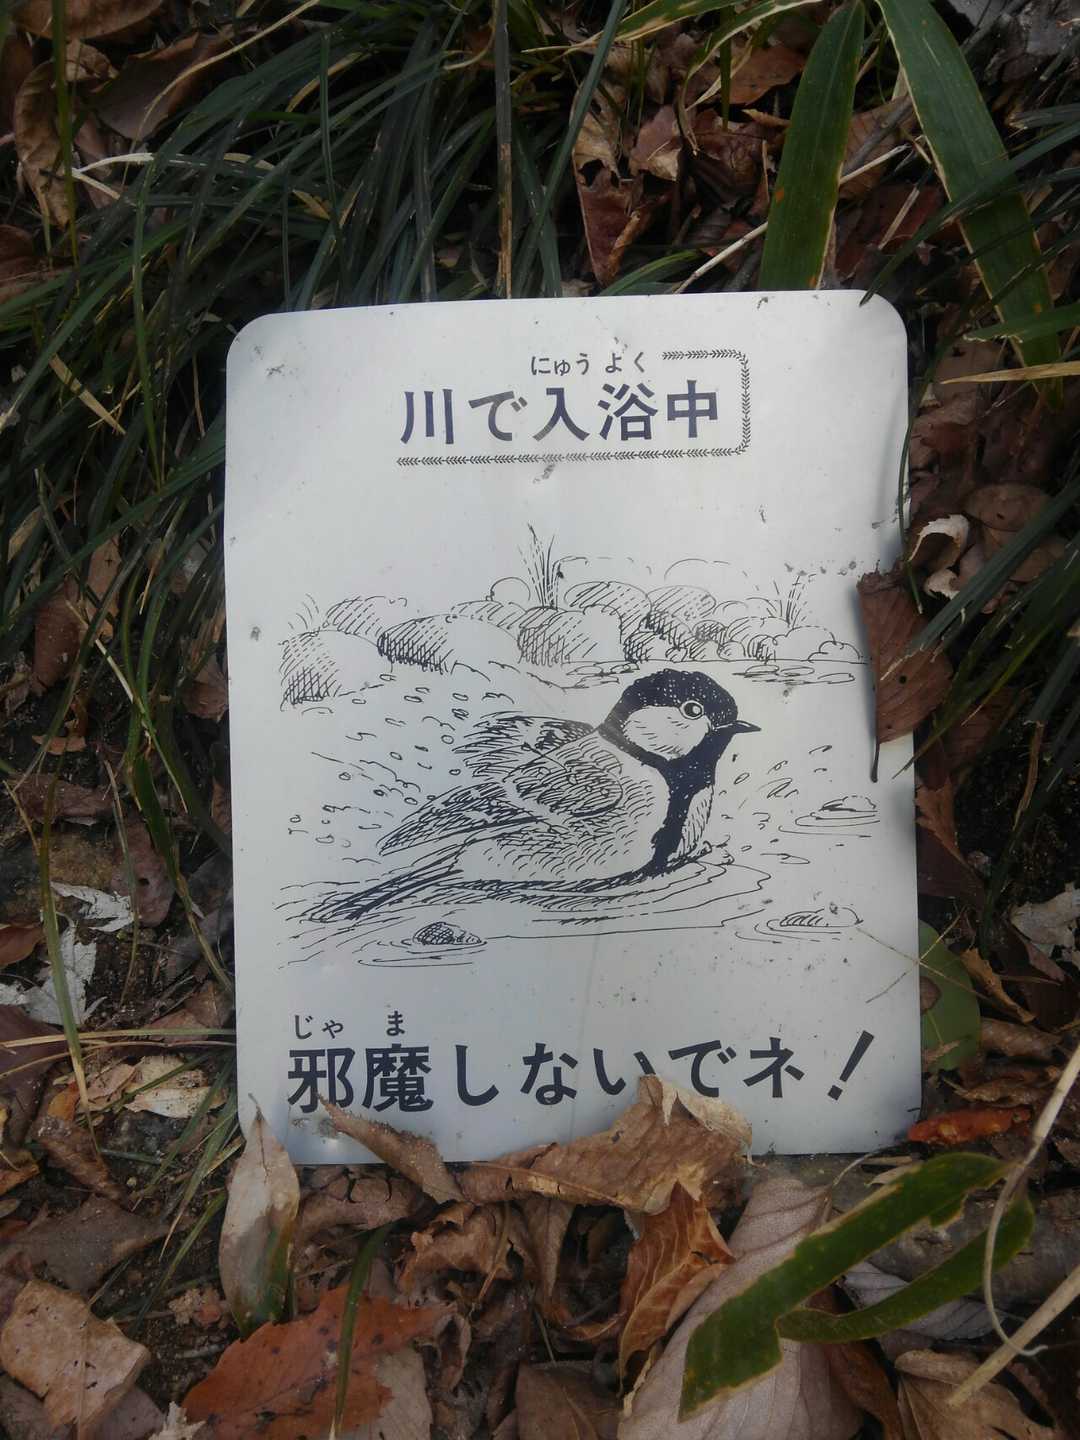 にゅうよく
川で入浴中
じゃま
邪魔しないでネ！